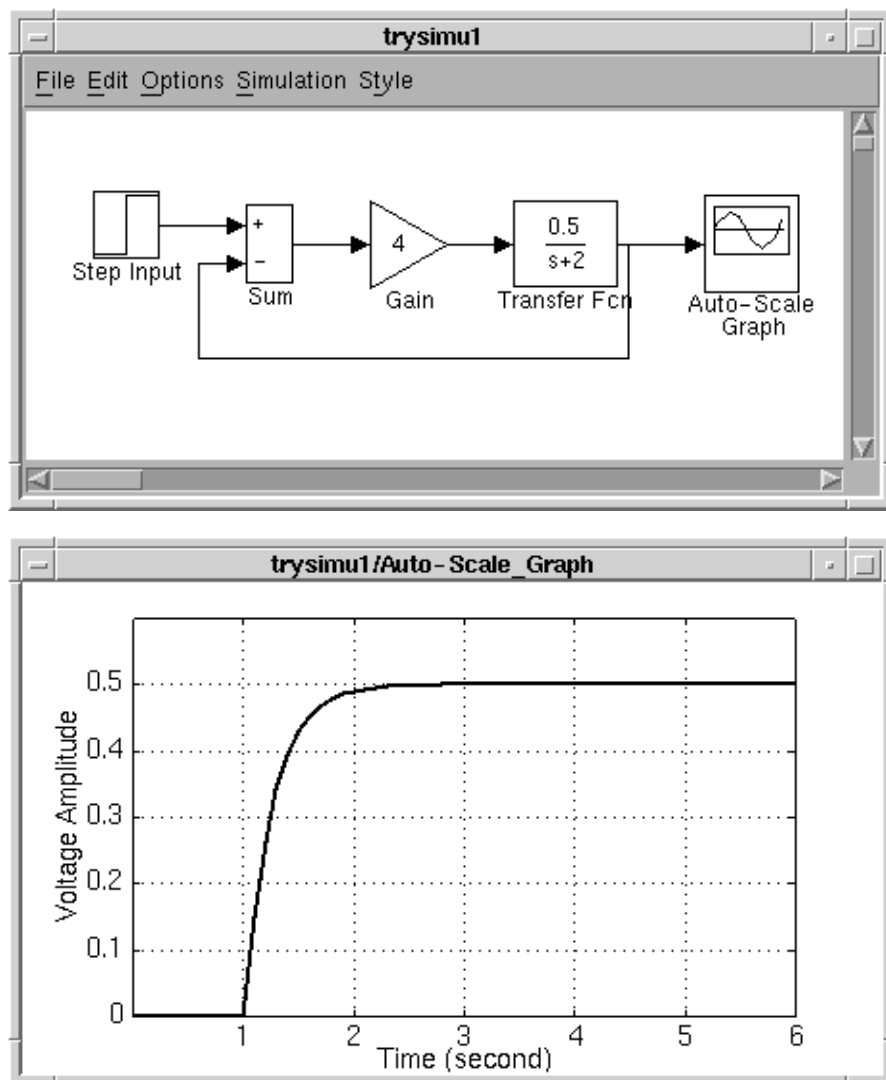 trysimu1
File Edit Options Simulation Style
Step Input
+
−
Sum
4
Gain
0.5
s+2
Transfer Fcn
Auto-Scale
Graph
trysimu1/Auto-Scale_Graph
Voltage Amplitude
0.5
0.4
0.3
0.2
0.1
0
1 2 3 4 5 6
Time (second)